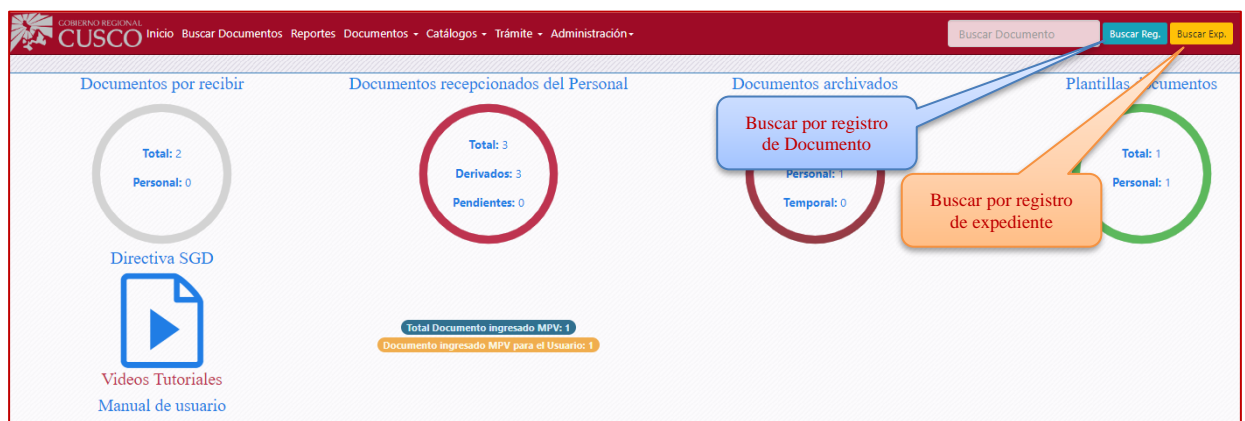 GOBIERNO REGIONAL
CUSCO
Inicio Buscar Documentos Reportes Documentos Catálogos Trámite Administración
Buscar Documento
Buscar Reg.
Buscar Exp.
Documentos por recibir
Total: 2
Personal: 0
Documentos recepcionados del Personal
Total: 3
Derivados: 3
Pendientes: 0
Documentos archivados
Personal: 1
Temporal: 0
Plantillas documentos
Total: 1
Personal: 1
Buscar por registro
de Documento
Buscar por registro
de expediente
Directiva SGD
Videos Tutoriales
Manual de usuario
Total Documento ingresado MPV: 1
Documento ingresado MPV para el Usuario: 1